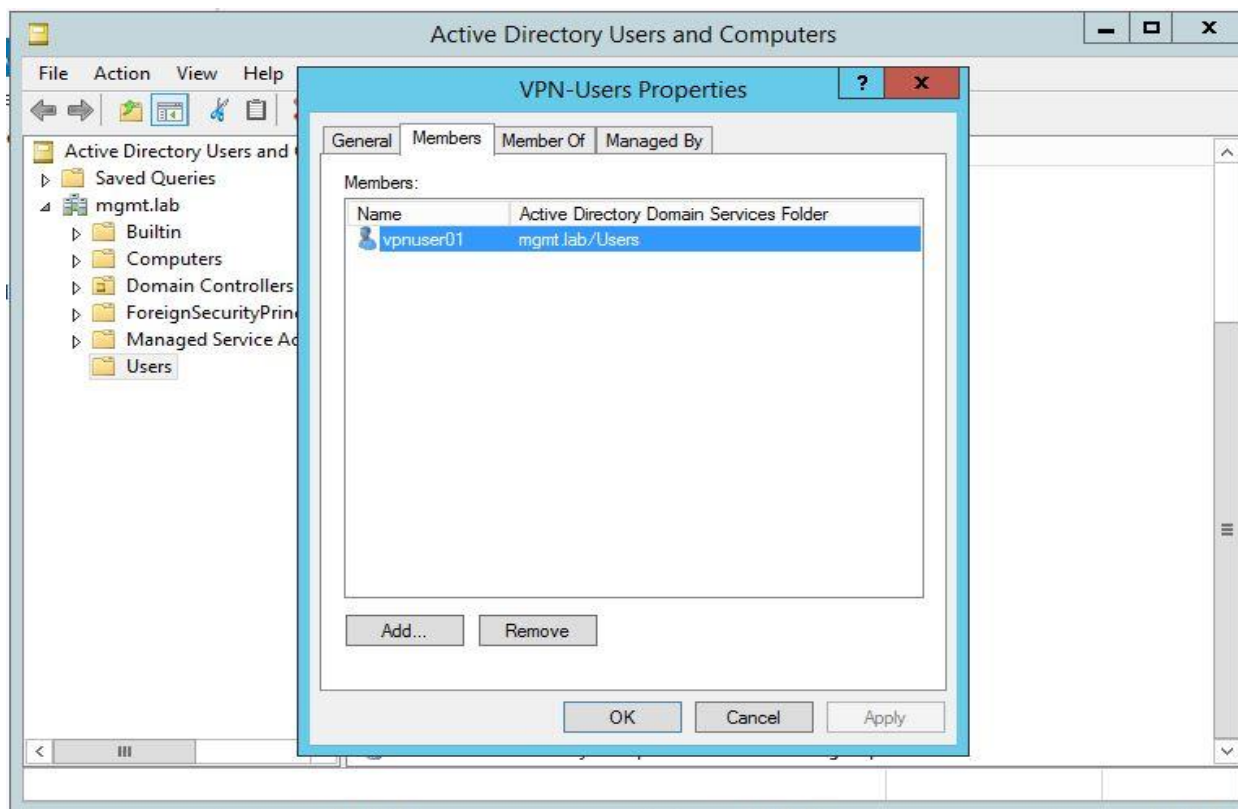 Active Directory Users and Computers
File Action View Help
VPN-Users Properties
? x
General Members Member Of Managed By
Active Directory Users and
Saved Queries
mgmt.lab
Builtin
Computers
Domain Controllers
ForeignSecurityPrin
Managed Service Ac
Users
Members:
Name Active Directory Domain Services Folder
vpnuser01 mgmt.lab/Users
Add... Remove
OK Cancel Apply